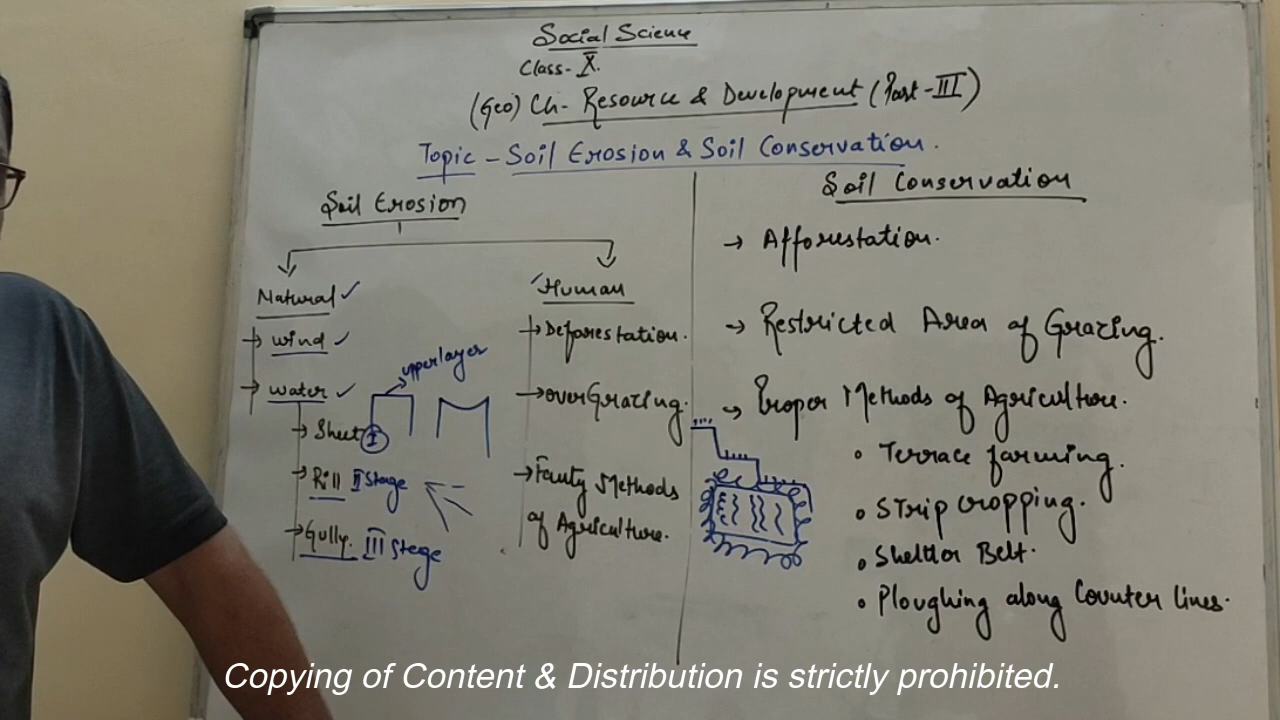 Social Science
Class- X.
(Geo) Ch- Resource & Development (Part-III)
Topic - Soil Erosion & Soil Conservation.
Soil Erosion
Natural ✓
→ wind ✓
→ water ✓
→ Sheet I
→ Rill II Stage
→ Gully. III Stage
upper layer
Human
→ Deforestation.
→ overGrazing.
→ Faulty Methods
of Agriculture.
Soil Conservation
→ Afforestation.
→ Restricted Area of Grazing.
→ Proper Methods of Agriculture.
• Terrace farming.
• Strip cropping.
• Shelter Belt.
• Ploughing along Counter lines.
Copying of Content & Distribution is strictly prohibited.